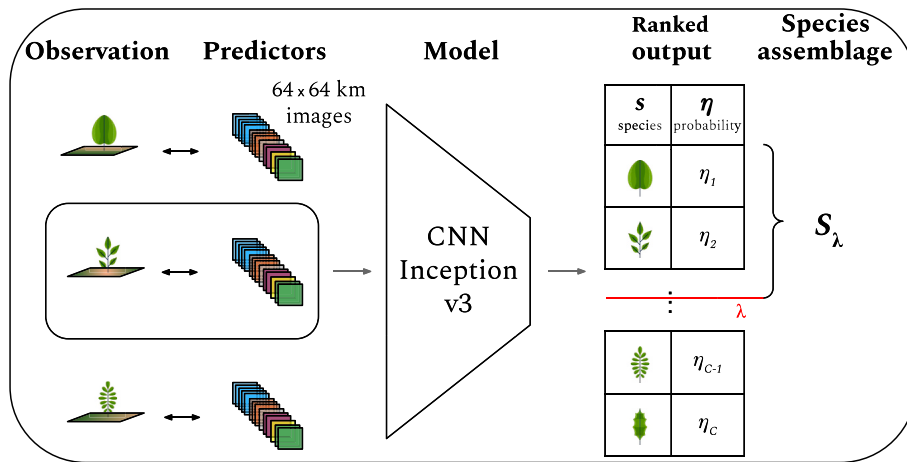 Observation
Predictors
Model
Ranked
output
Species
assemblage
64 x 64 km
images
s
species
η
probability
η1
η2
CNN
Inception
v3
Sλ
⋮
λ
ηC-1
ηC